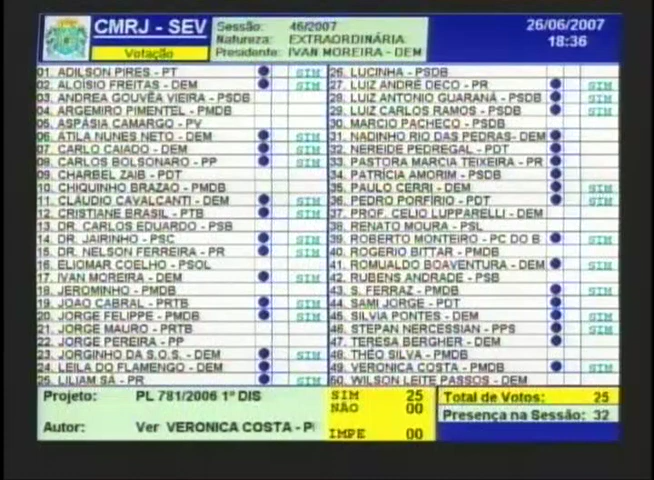 CMRJ - SEV
Votação
Sessão: 46/2007
Natureza: EXTRAORDINÁRIA
Presidente: IVAN MOREIRA - DEM
26/06/2007
18:36
01. ADILSON PIRES - PT SIM
02. ALOÍSIO FREITAS - DEM SIM
03. ANDREA GOUVÊA VIEIRA - PSDB
04. ARGEMIRO PIMENTEL - PMDB
05. ASPÁSIA CAMARGO - PV
06. ÁTILA NUNES NETO - DEM SIM
07. CARLO CAIADO - DEM SIM
08. CARLOS BOLSONARO - PP SIM
09. CHARBEL ZAIB - PDT
10. CHIQUINHO BRAZÃO - PMDB
11. CLÁUDIO CAVALCANTI - DEM SIM
12. CRISTIANE BRASIL - PTB SIM
13. DR. CARLOS EDUARDO - PSB
14. DR. JAIRINHO - PSC SIM
15. DR. NELSON FERREIRA - PR SIM
16. ELIOMAR COELHO - PSOL
17. IVAN MOREIRA - DEM SIM
18. JEROMINHO - PMDB
19. JOÃO CABRAL - PRTB SIM
20. JORGE FELIPPE - PMDB SIM
21. JORGE MAURO - PRTB
22. JORGE PEREIRA - PP
23. JORGINHO DA S.O.S. - DEM SIM
24. LEILA DO FLAMENGO - DEM SIM
25. LILIAM SÁ - PR SIM
26. LUCINHA - PSDB
27. LUIZ ANDRÉ DECO - PR SIM
28. LUIZ ANTONIO GUARANÁ - PSDB SIM
29. LUIZ CARLOS RAMOS - PSDB SIM
30. MARCIO PACHECO - PSDB
31. NADINHO RIO DAS PEDRAS- DEM SIM
32. NEREIDE PEDREGAL - PDT
33. PASTORA MARCIA TEIXEIRA - PR SIM
34. PATRÍCIA AMORIM - PSDB
35. PAULO CERRI - DEM SIM
36. PEDRO PORFÍRIO - PDT SIM
37. PROF. CÉLIO LUPPARELLI - DEM
38. RENATO MOURA - PSL
39. ROBERTO MONTEIRO - PC DO B SIM
40. ROGERIO BITTAR - PMDB
41. ROMUALDO BOAVENTURA - DEM SIM
42. RUBENS ANDRADE - PSB
43. S. FERRAZ - PMDB SIM
44. SAMI JORGE - PDT
45. SILVIA PONTES - DEM SIM
46. STEPAN NERCESSIAN - PPS SIM
47. TERESA BERGHER - DEM
48. THÉO SILVA - PMDB
49. VERONICA COSTA - PMDB SIM
50. WILSON LEITE PASSOS - DEM
Projeto: PL 781/2006 1º DIS
Autor: Ver VERONICA COSTA - P
SIM 25
NÃO 00
IMPE 00
Total de Votos: 25
Presença na Sessão: 32